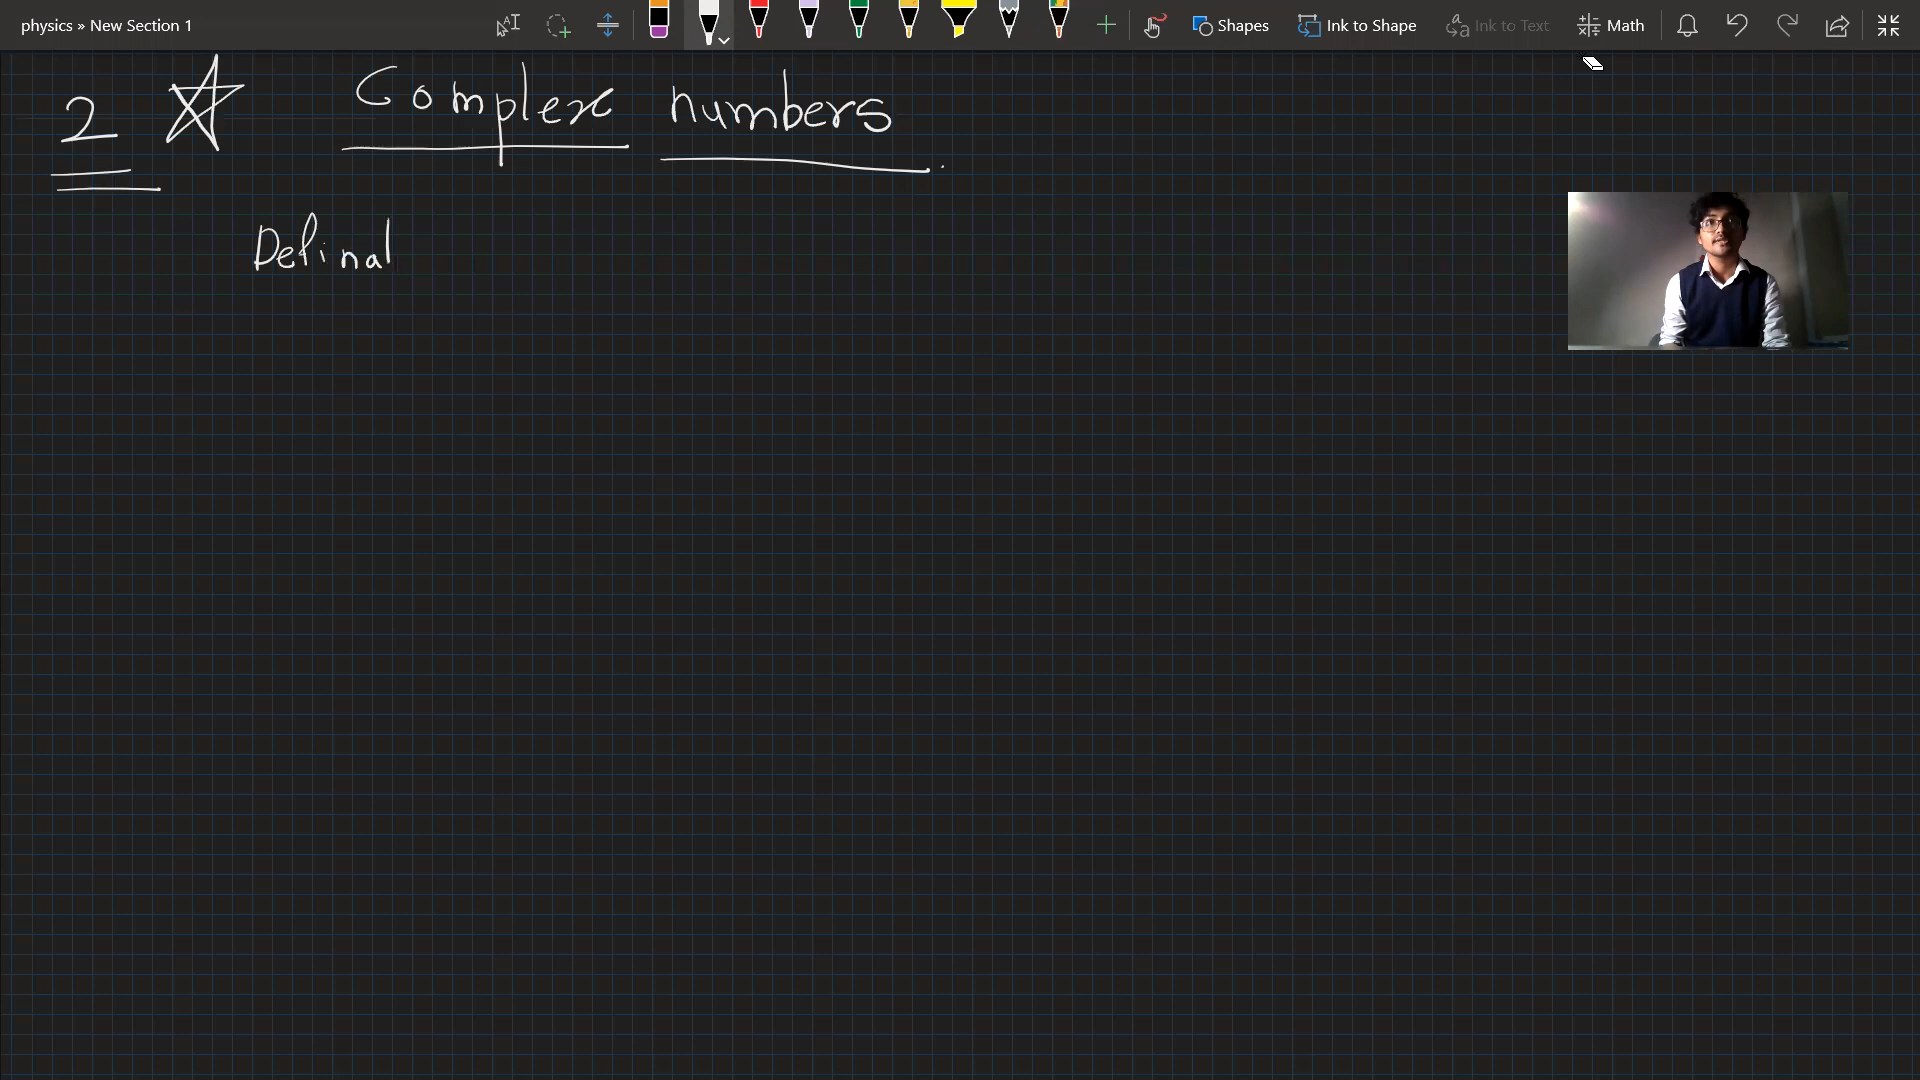 physics » New Section 1
Shapes
Ink to Shape
Ink to Text
Math
2 Complex numbers
Definal